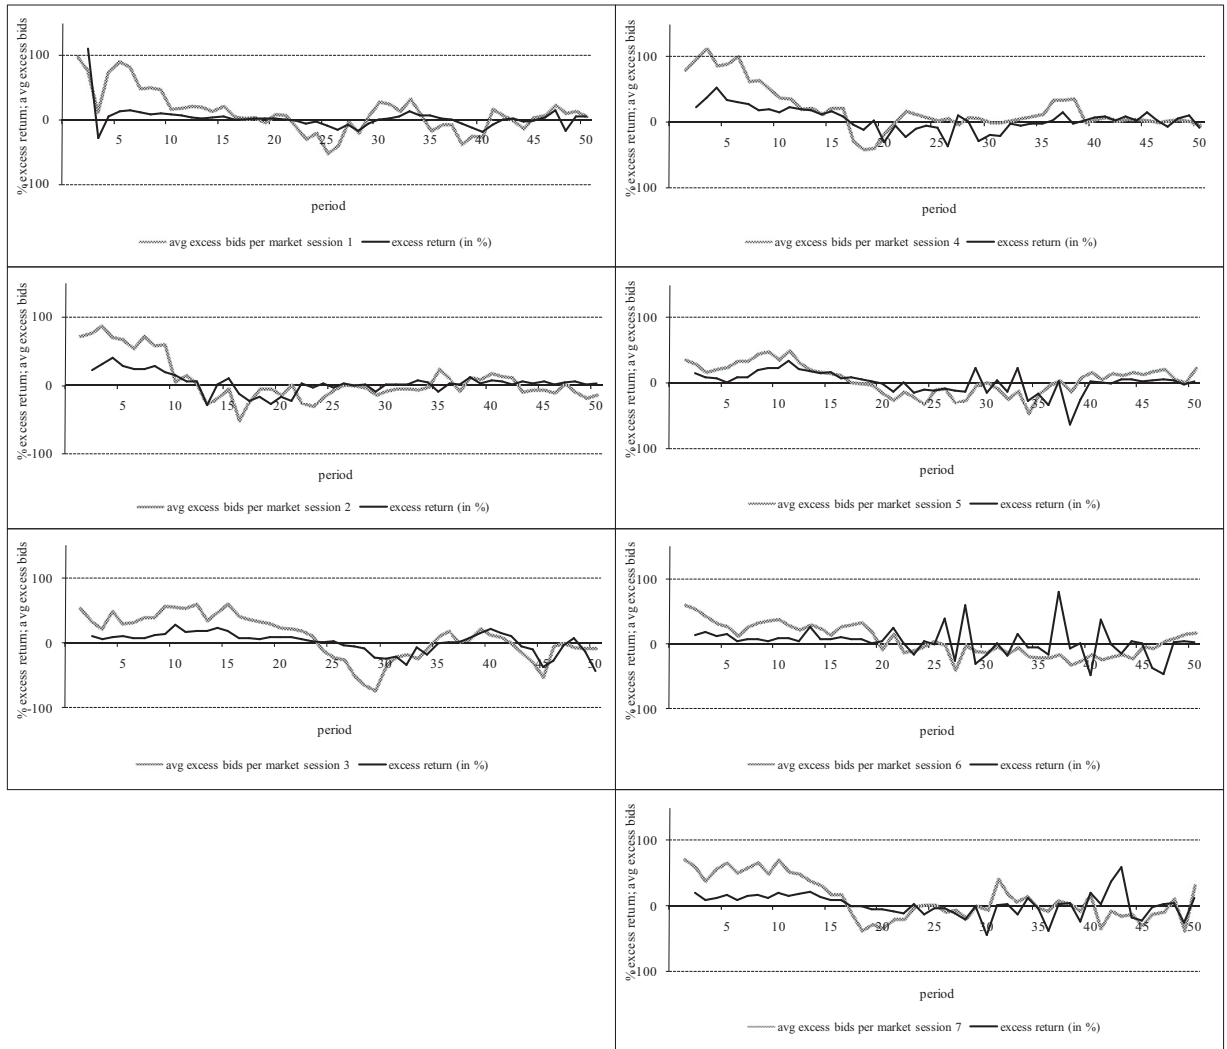 % excess return; avg excess bids
100
0
-100
5 10 15 20 25 30 35 40 45 50
period
avg excess bids per market session 1 excess return (in %)
% excess return; avg excess bids
100
0
-100
5 10 15 20 25 30 35 40 45 50
period
avg excess bids per market session 4 excess return (in %)
% excess return; avg excess bids
100
0
-100
5 10 15 20 25 30 35 40 45 50
period
avg excess bids per market session 2 excess return (in %)
% excess return; avg excess bids
100
0
-100
5 10 15 20 25 30 35 40 45 50
period
avg excess bids per market session 5 excess return (in %)
% excess return; avg excess bids
100
0
-100
5 10 15 20 25 30 35 40 45 50
period
avg excess bids per market session 3 excess return (in %)
% excess return; avg excess bids
100
0
-100
5 10 15 20 25 30 35 40 45 50
period
avg excess bids per market session 6 excess return (in %)
% excess return; avg excess bids
100
0
-100
5 10 15 20 25 30 35 40 45 50
period
avg excess bids per market session 7 excess return (in %)